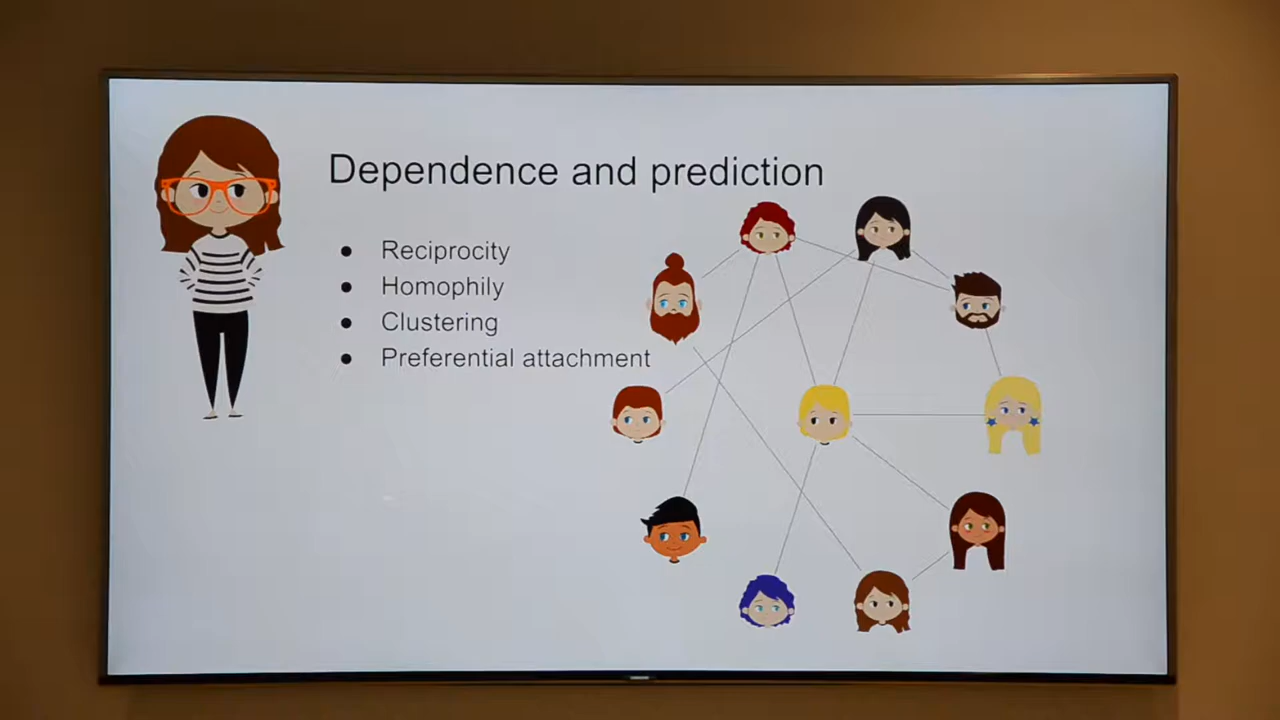 Dependence and prediction
● Reciprocity
● Homophily
● Clustering
● Preferential attachment